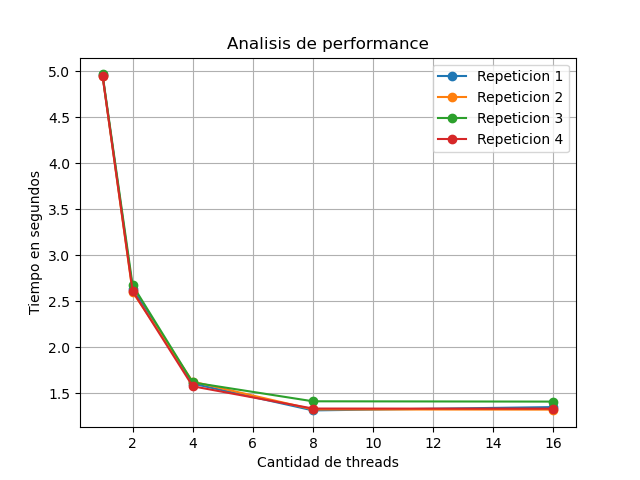 Analisis de performance
Repeticion 1
Repeticion 2
Repeticion 3
Repeticion 4
Tiempo en segundos
5.0
4.5
4.0
3.5
3.0
2.5
2.0
1.5
2 4 6 8 10 12 14 16
Cantidad de threads